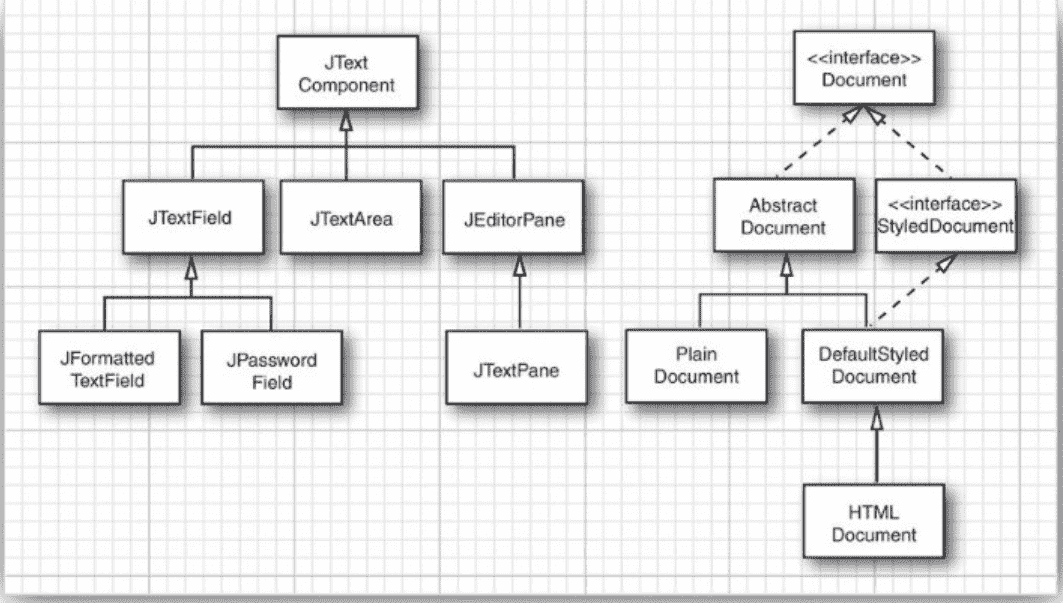 JText
Component
<<interface>>
Document
JTextField
JTextArea
JEditorPane
Abstract
Document
<<interface>>
StyledDocument
JFormatted
TextField
JPassword
Field
JTextPane
Plain
Document
DefaultStyled
Document
HTML
Document